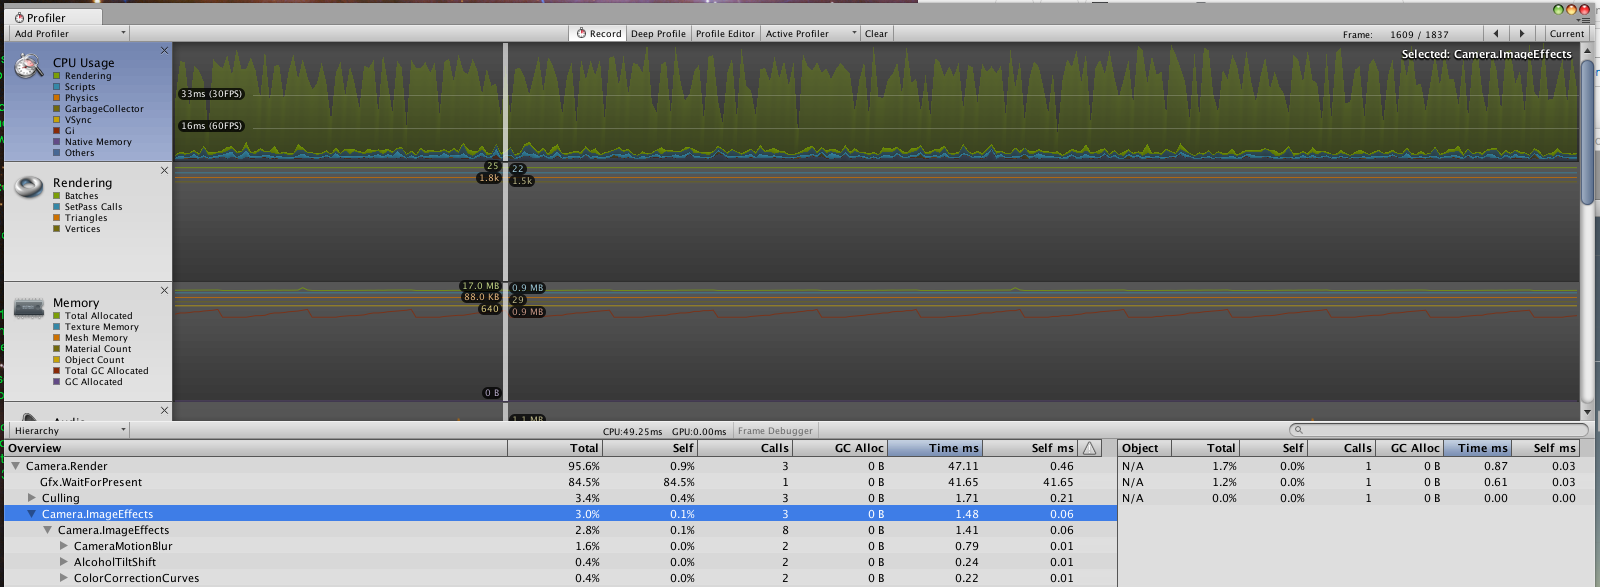 Profiler
Add Profiler Record Deep Profile Profile Editor Active Profiler Clear Frame: 1609 / 1837 Current
CPU Usage
Rendering
Scripts
Physics
GarbageCollector
VSync
Gi
Native Memory
Others
Selected: Camera.ImageEffects
33ms (30FPS)
16ms (60FPS)
Rendering
Batches
SetPass Calls
Triangles
Vertices
25 22
1.8k 1.5k
Memory
Total Allocated
Texture Memory
Mesh Memory
Material Count
Object Count
Total GC Allocated
GC Allocated
17.0 MB 0.9 MB
88.0 KB 29
640 0.9 MB
0 B
1.1 MB
Hierarchy CPU:49.25ms GPU:0.00ms Frame Debugger
Overview Total Self Calls GC Alloc Time ms Self ms
Camera.Render 95.6% 0.9% 3 0 B 47.11 0.46
Gfx.WaitForPresent 84.5% 84.5% 1 0 B 41.65 41.65
Culling 3.4% 0.4% 3 0 B 1.71 0.21
Camera.ImageEffects 3.0% 0.1% 3 0 B 1.48 0.06
Camera.ImageEffects 2.8% 0.1% 8 0 B 1.41 0.06
CameraMotionBlur 1.6% 0.0% 2 0 B 0.79 0.01
AlcoholTiltShift 0.4% 0.0% 2 0 B 0.24 0.01
ColorCorrectionCurves 0.4% 0.0% 2 0 B 0.22 0.01
Object Total Self Calls GC Alloc Time ms Self ms
N/A 1.7% 0.0% 1 0 B 0.87 0.03
N/A 1.2% 0.0% 1 0 B 0.61 0.03
N/A 0.0% 0.0% 1 0 B 0.00 0.00